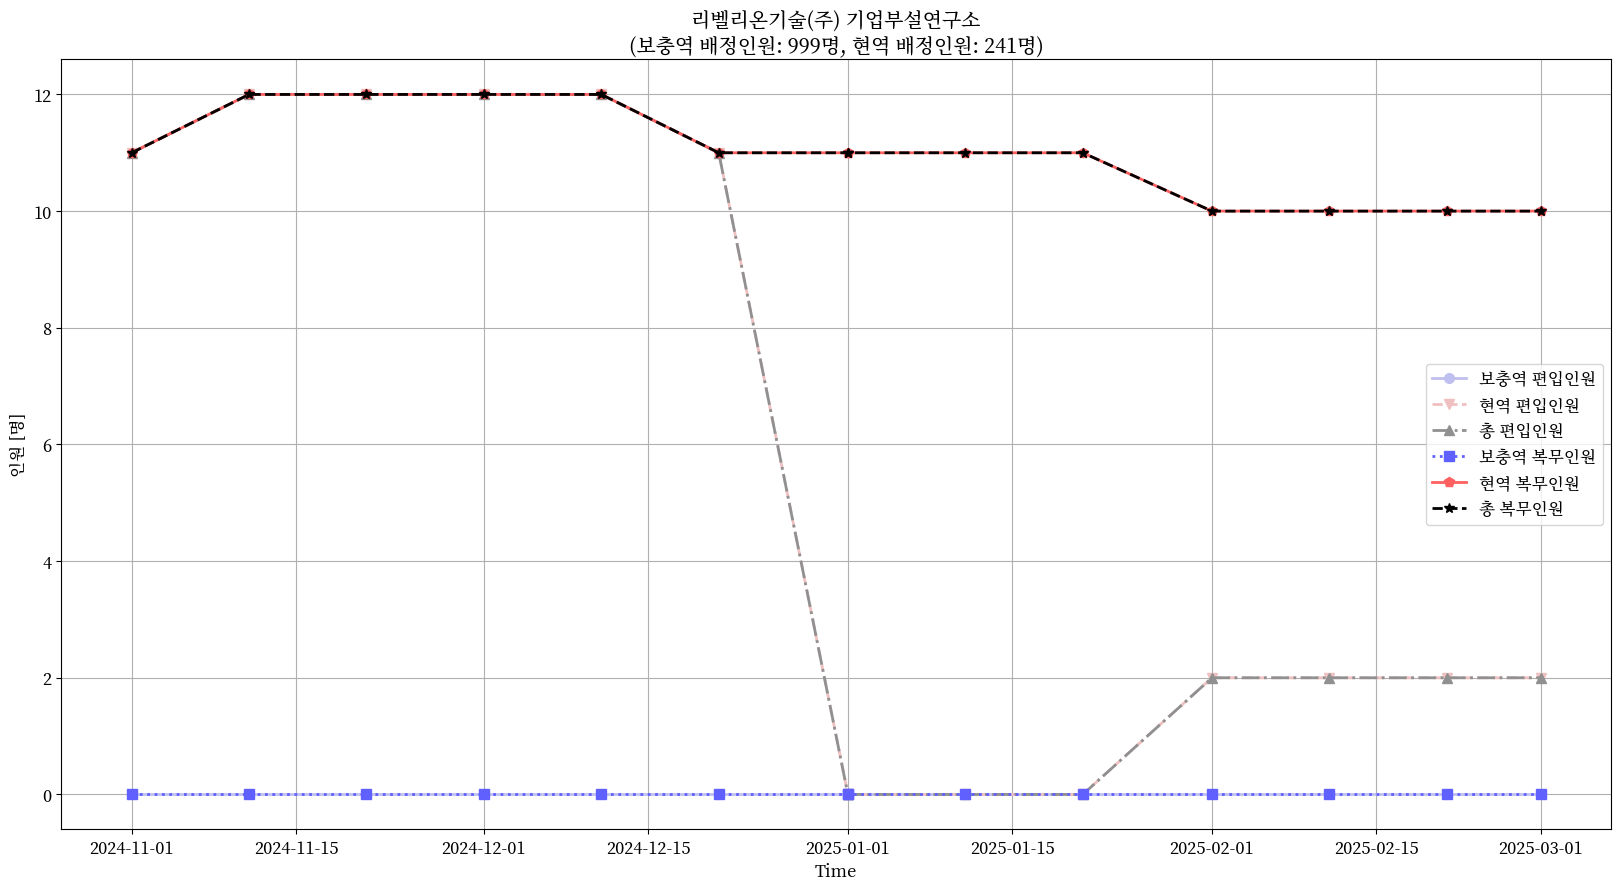 리벨리온기술(주) 기업부설연구소
(보충역 배정인원: 999명, 현역 배정인원: 241명)
12
10
8
6
4
2
0
인원 [명]
보충역 편입인원
현역 편입인원
총 편입인원
보충역 복무인원
현역 복무인원
총 복무인원
2024-11-01
2024-11-15
2024-12-01
2024-12-15
2025-01-01
2025-01-15
2025-02-01
2025-02-15
2025-03-01
Time